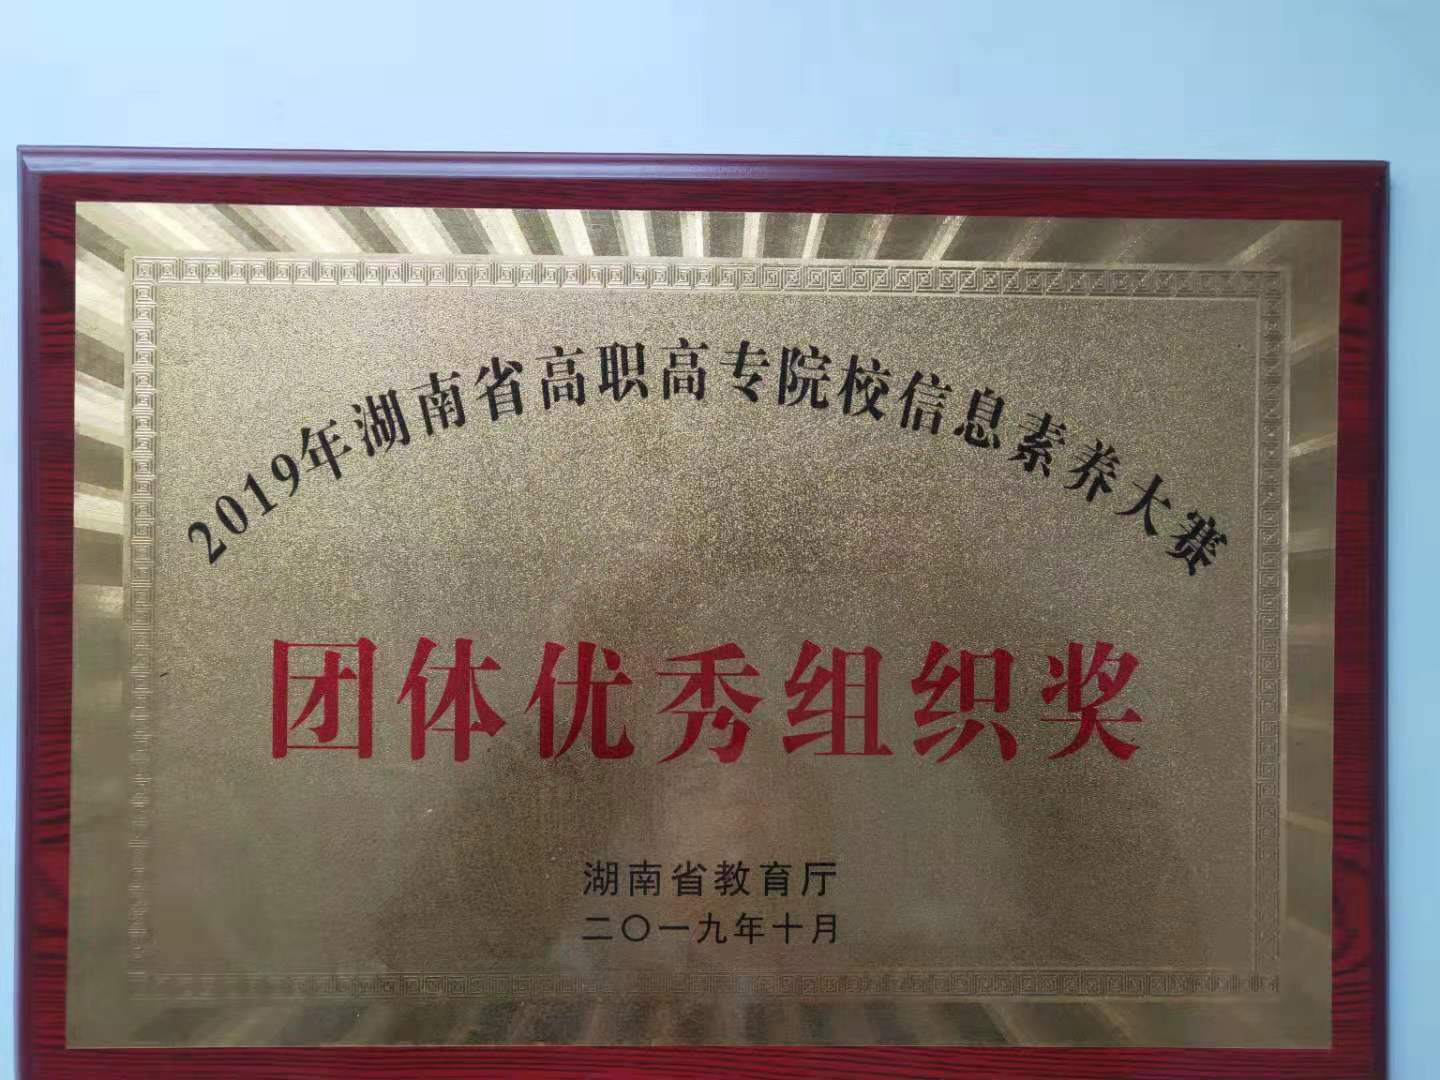 2019年湖南省高职高专院校信息素养大赛
团体优秀组织奖
湖南省教育厅
二〇一九年十月